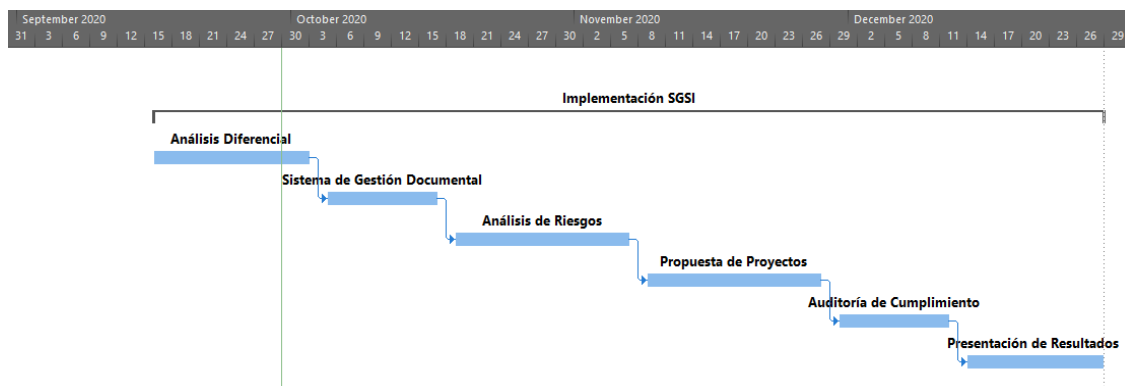 September 2020 October 2020 November 2020 December 2020
31 3 6 9 12 15 18 21 24 27 30 3 6 9 12 15 18 21 24 27 30 2 5 8 11 14 17 20 23 26 29 2 5 8 11 14 17 20 23 26 29
Implementación SGSI
Análisis Diferencial
Sistema de Gestión Documental
Análisis de Riesgos
Propuesta de Proyectos
Auditoría de Cumplimiento
Presentación de Resultados